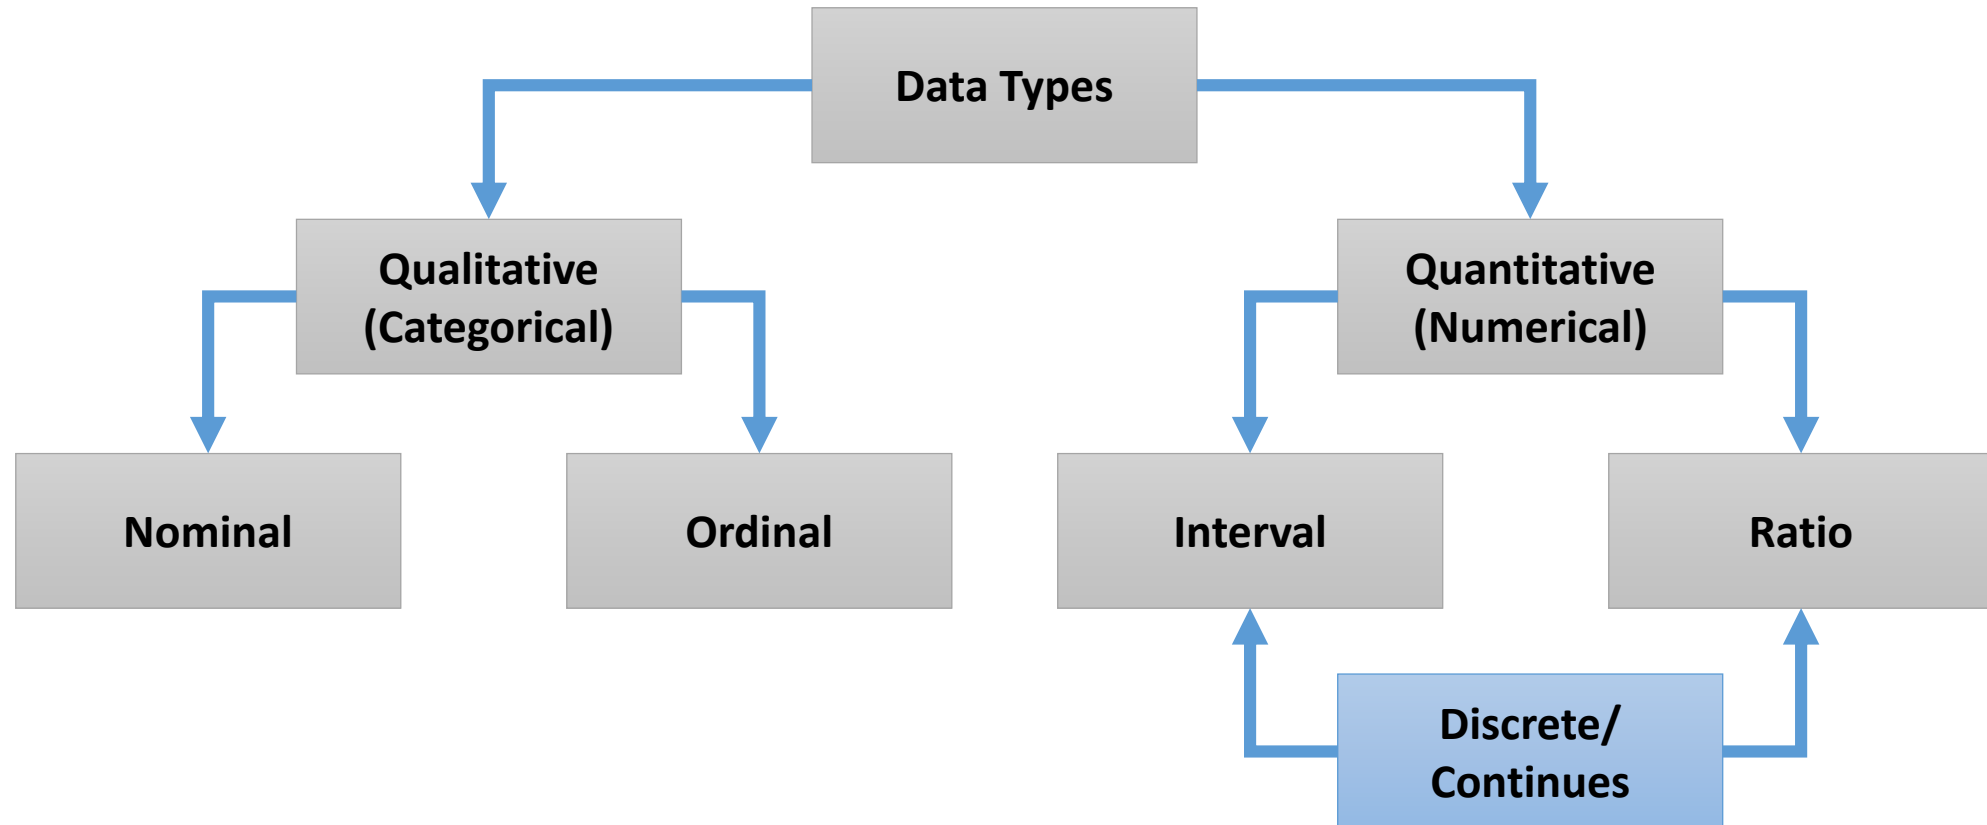 Data Types
Qualitative
(Categorical)
Quantitative
(Numerical)
Nominal
Ordinal
Interval
Ratio
Discrete/
Continues